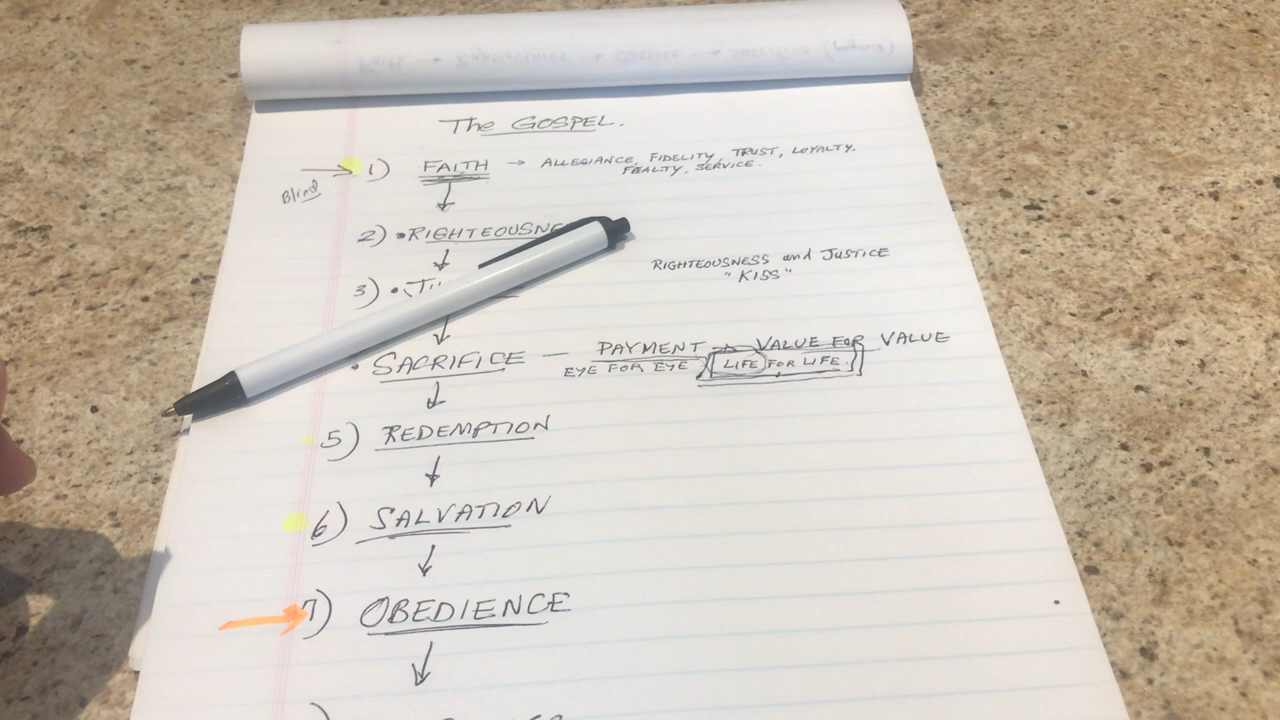 The GOSPEL.
1) FAITH → ALLEGIANCE, FIDELITY, TRUST, LOYALTY.
FEALTY, SERVICE.
Blind
2) • RIGHTEOUSNE
RIGHTEOUSNESS and JUSTICE
"KISS"
3) •
• SACRIFICE — PAYMENT → VALUE FOR VALUE
EYE FOR EYE LIFE FOR LIFE.
5) REDEMPTION
6) SALVATION
7) OBEDIENCE